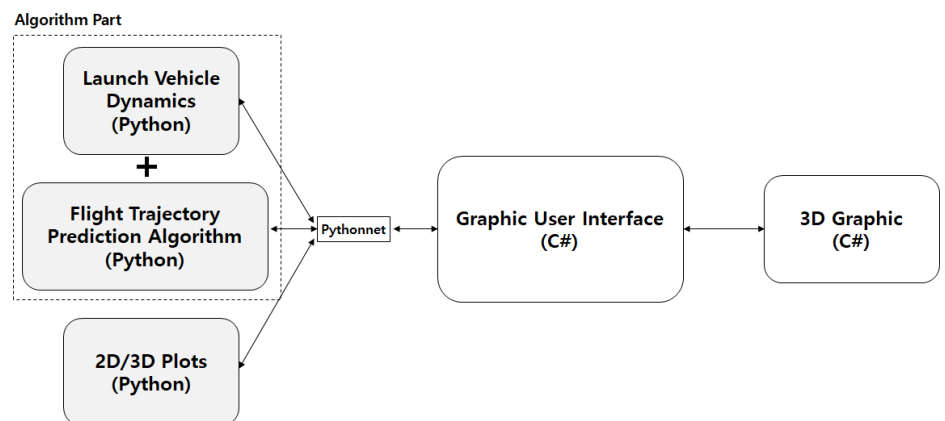 Algorithm Part
Launch Vehicle
Dynamics
(Python)
+
Flight Trajectory
Prediction Algorithm
(Python)
2D/3D Plots
(Python)
Pythonnet
Graphic User Interface
(C#)
3D Graphic
(C#)